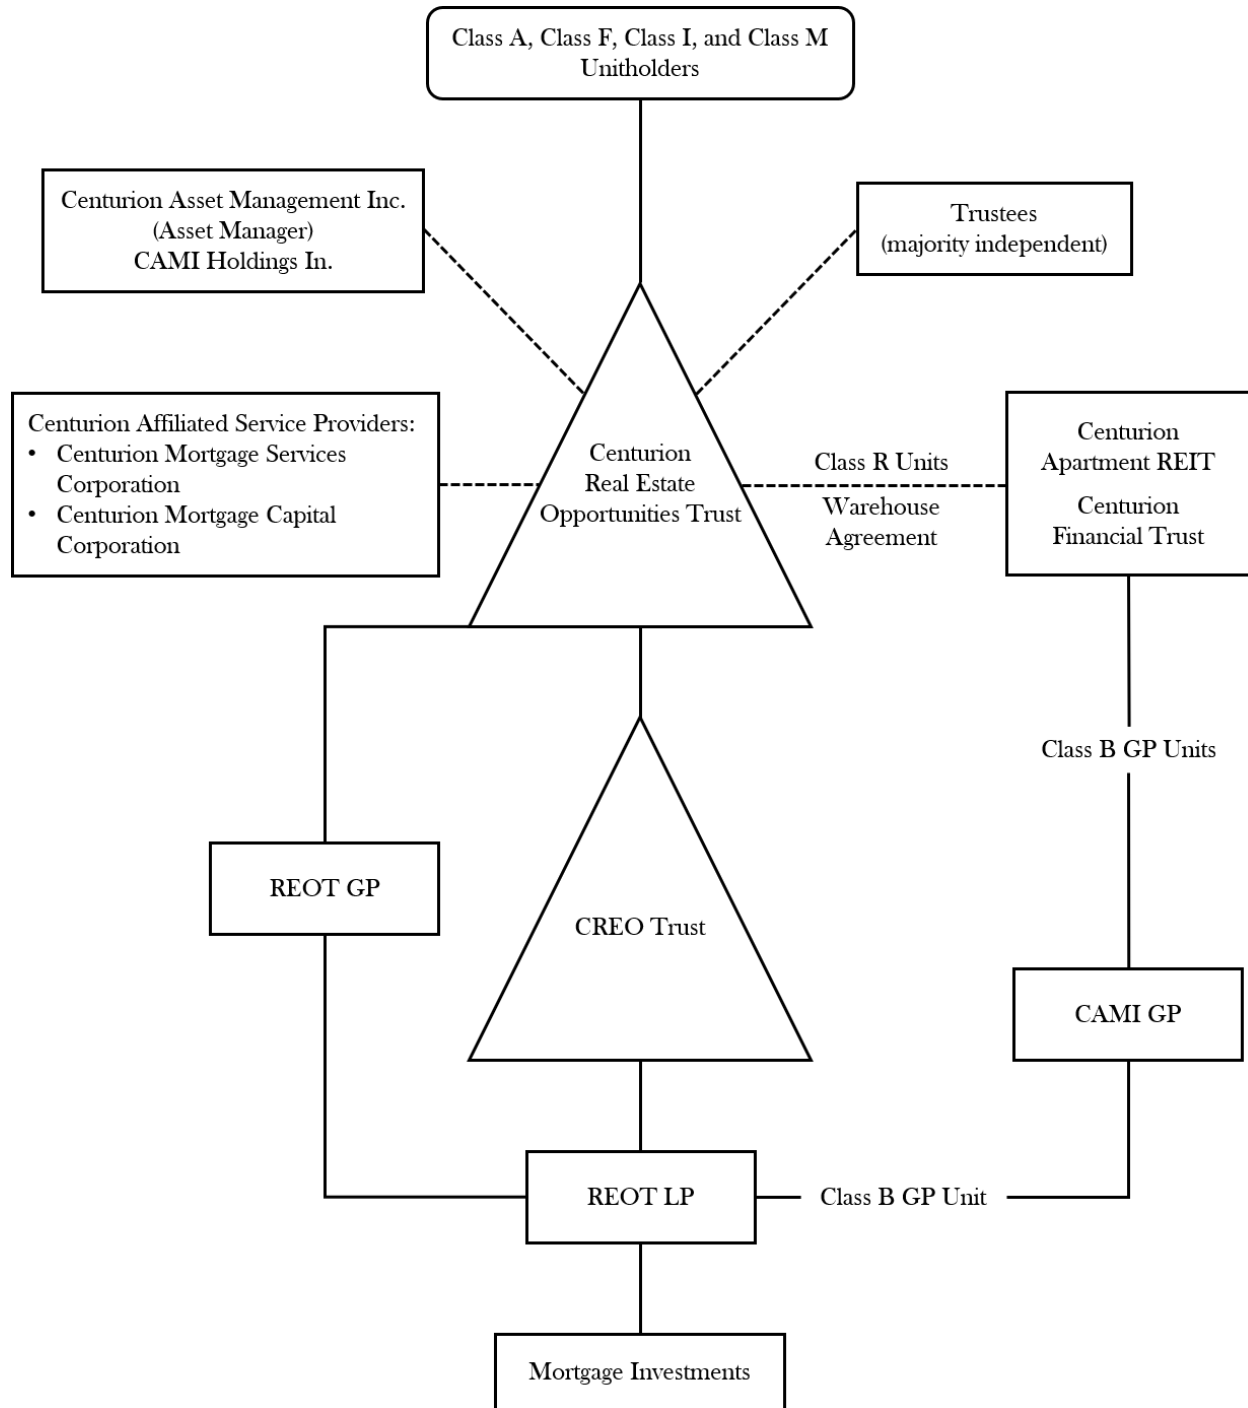 Class A, Class F, Class I, and Class M
Unitholders
Centurion Asset Management Inc.
(Asset Manager)
CAMI Holdings In.
Trustees
(majority independent)
Centurion Affiliated Service Providers:
• Centurion Mortgage Services
Corporation
• Centurion Mortgage Capital
Corporation
Centurion
Real Estate
Opportunities Trust
Class R Units
Warehouse
Agreement
Centurion
Apartment REIT
Centurion
Financial Trust
Class B GP Units
REOT GP
CREO Trust
CAMI GP
REOT LP
Class B GP Unit
Mortgage Investments